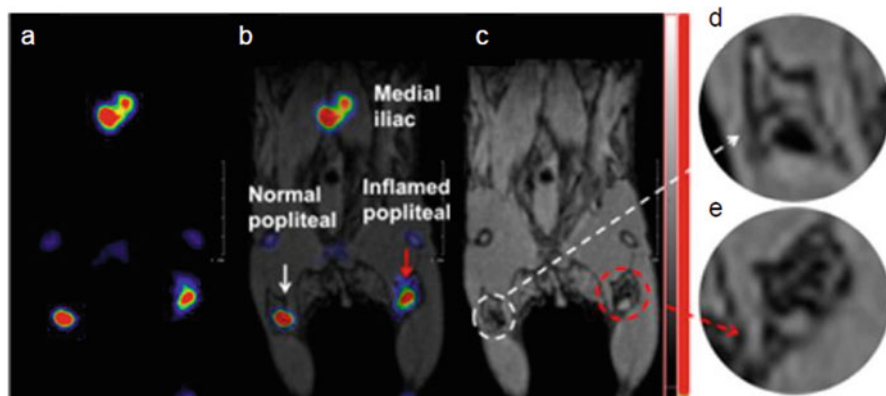 a
b
c
d
e
Medial
iliac
Normal
popliteal
Inflamed
popliteal